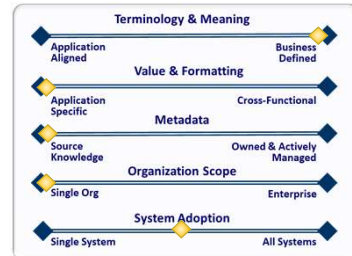 Terminology & Meaning
Application Business
Aligned Defined
Value & Formatting
Application Cross-Functional
Specific
Metadata
Source Owned & Actively
Knowledge Managed
Organization Scope
Single Org Enterprise
System Adoption
Single System All Systems